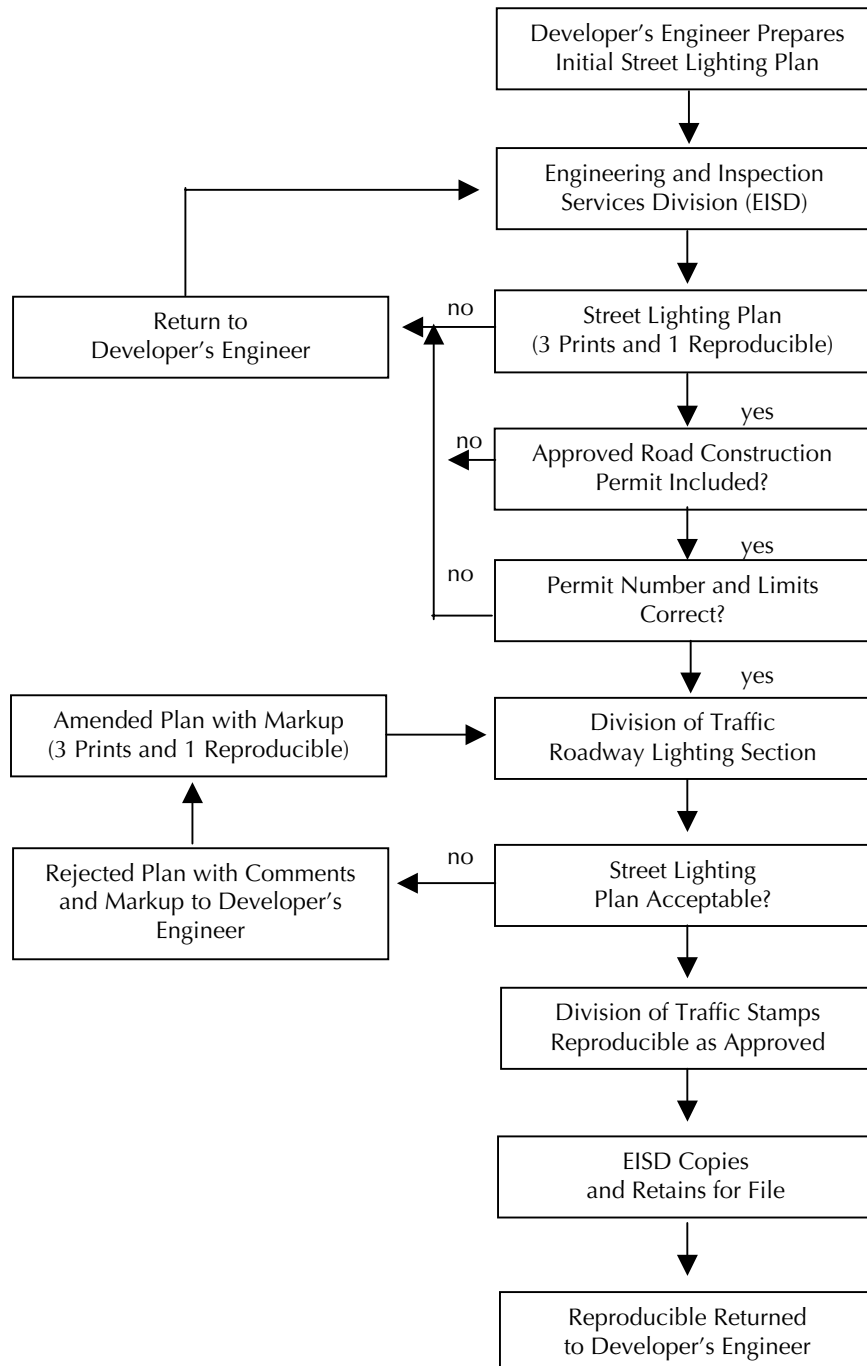 Developer's Engineer Prepares
Initial Street Lighting Plan
Engineering and Inspection
Services Division (EISD)
Return to
Developer's Engineer
no
Street Lighting Plan
(3 Prints and 1 Reproducible)
yes
no
Approved Road Construction
Permit Included?
yes
no
Permit Number and Limits
Correct?
yes
Amended Plan with Markup
(3 Prints and 1 Reproducible)
Division of Traffic
Roadway Lighting Section
Rejected Plan with Comments
and Markup to Developer's
Engineer
no
Street Lighting
Plan Acceptable?
Division of Traffic Stamps
Reproducible as Approved
EISD Copies
and Retains for File
Reproducible Returned
to Developer's Engineer